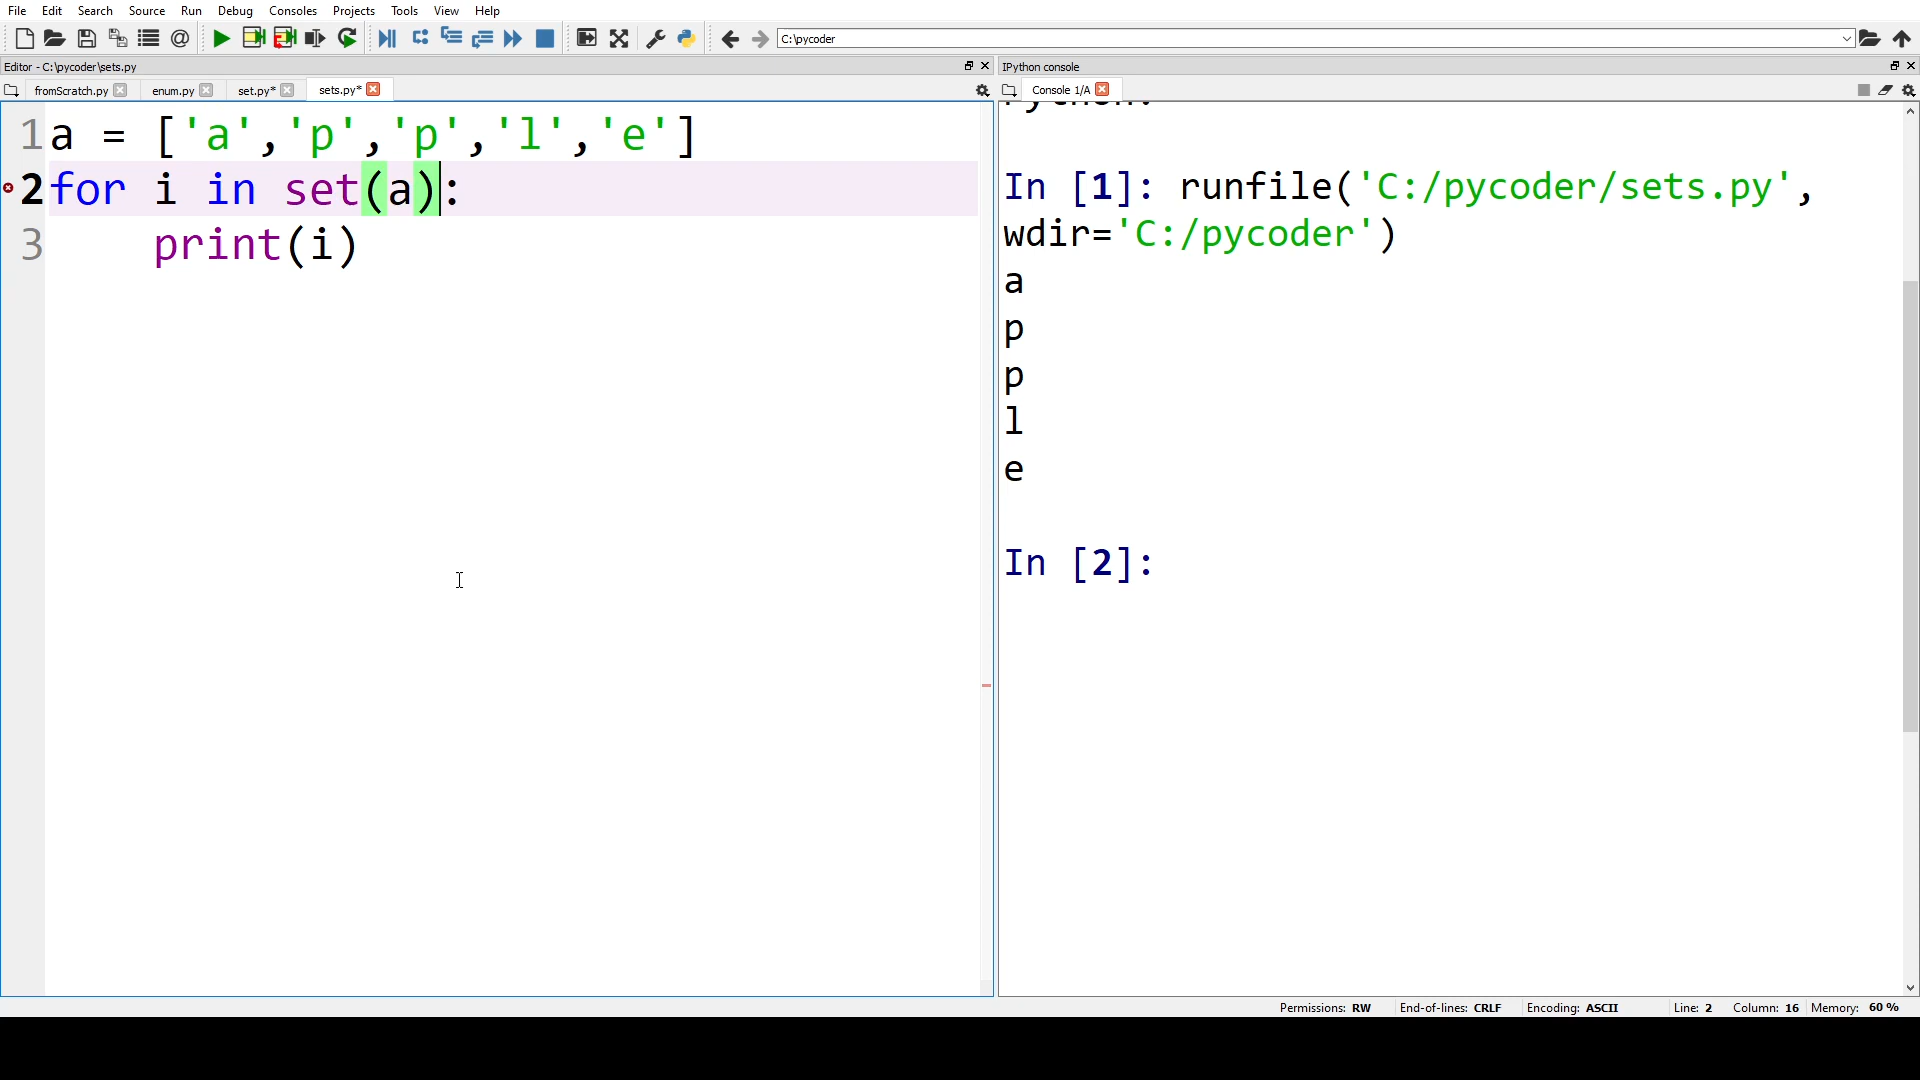 File Edit Search Source Run Debug Consoles Projects Tools View Help
C:\pycoder
Editor - C:\pycoder\sets.py
fromScratch.py enum.py set.py* sets.py*
1 a = ['a','p','p','l','e']
2 for i in set(a):
3 print(i)
IPython console
Console 1/A
In [1]: runfile('C:/pycoder/sets.py',
wdir='C:/pycoder')
a
p
p
l
e
In [2]:
Permissions: RW End-of-lines: CRLF Encoding: ASCII Line: 2 Column: 16 Memory: 60 %